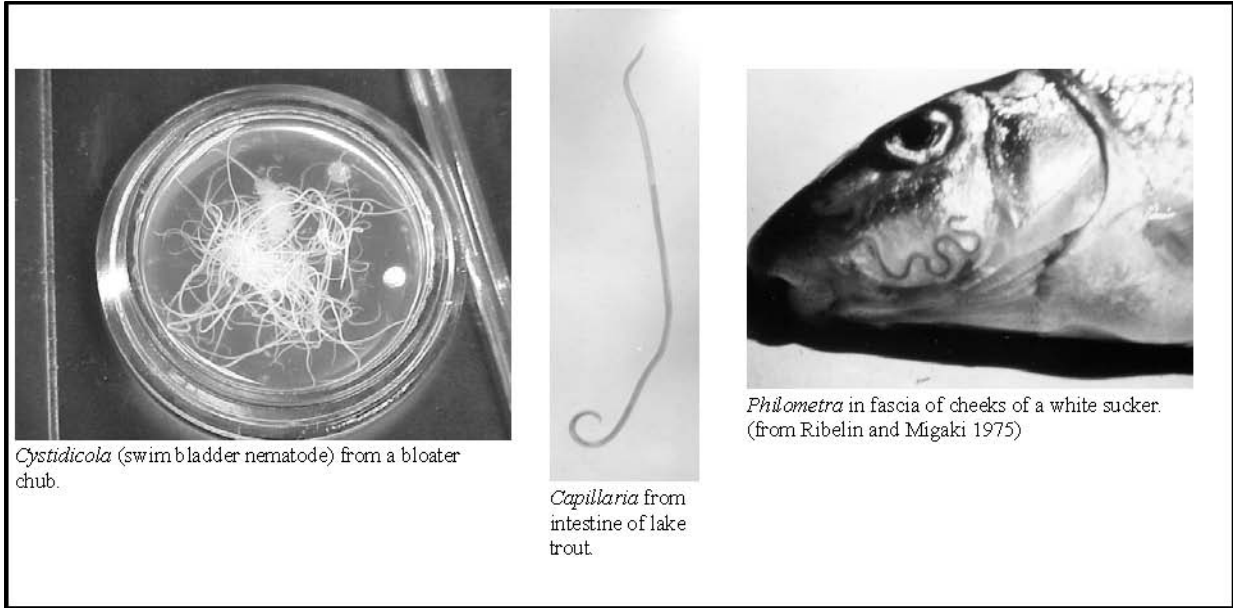 Cystidicola (swim bladder nematode) from a bloater
chub.
Capillaria from
intestine of lake
trout.
Philometra in fascia of cheeks of a white sucker.
(from Ribelin and Migaki 1975)